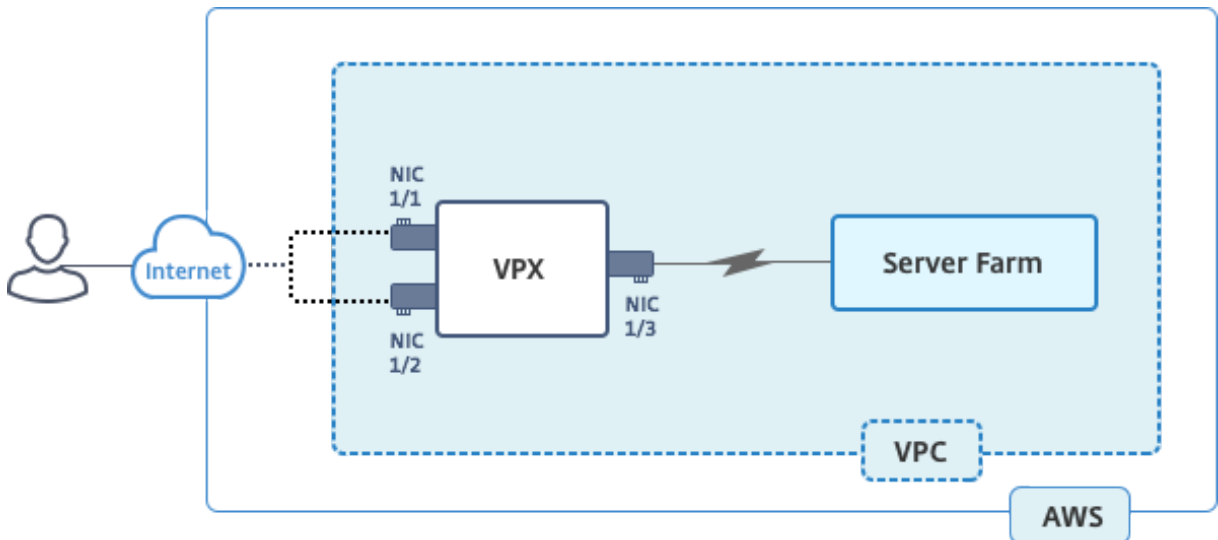 NIC
1/1
Internet
VPX
Server Farm
NIC
1/2
NIC
1/3
VPC
AWS